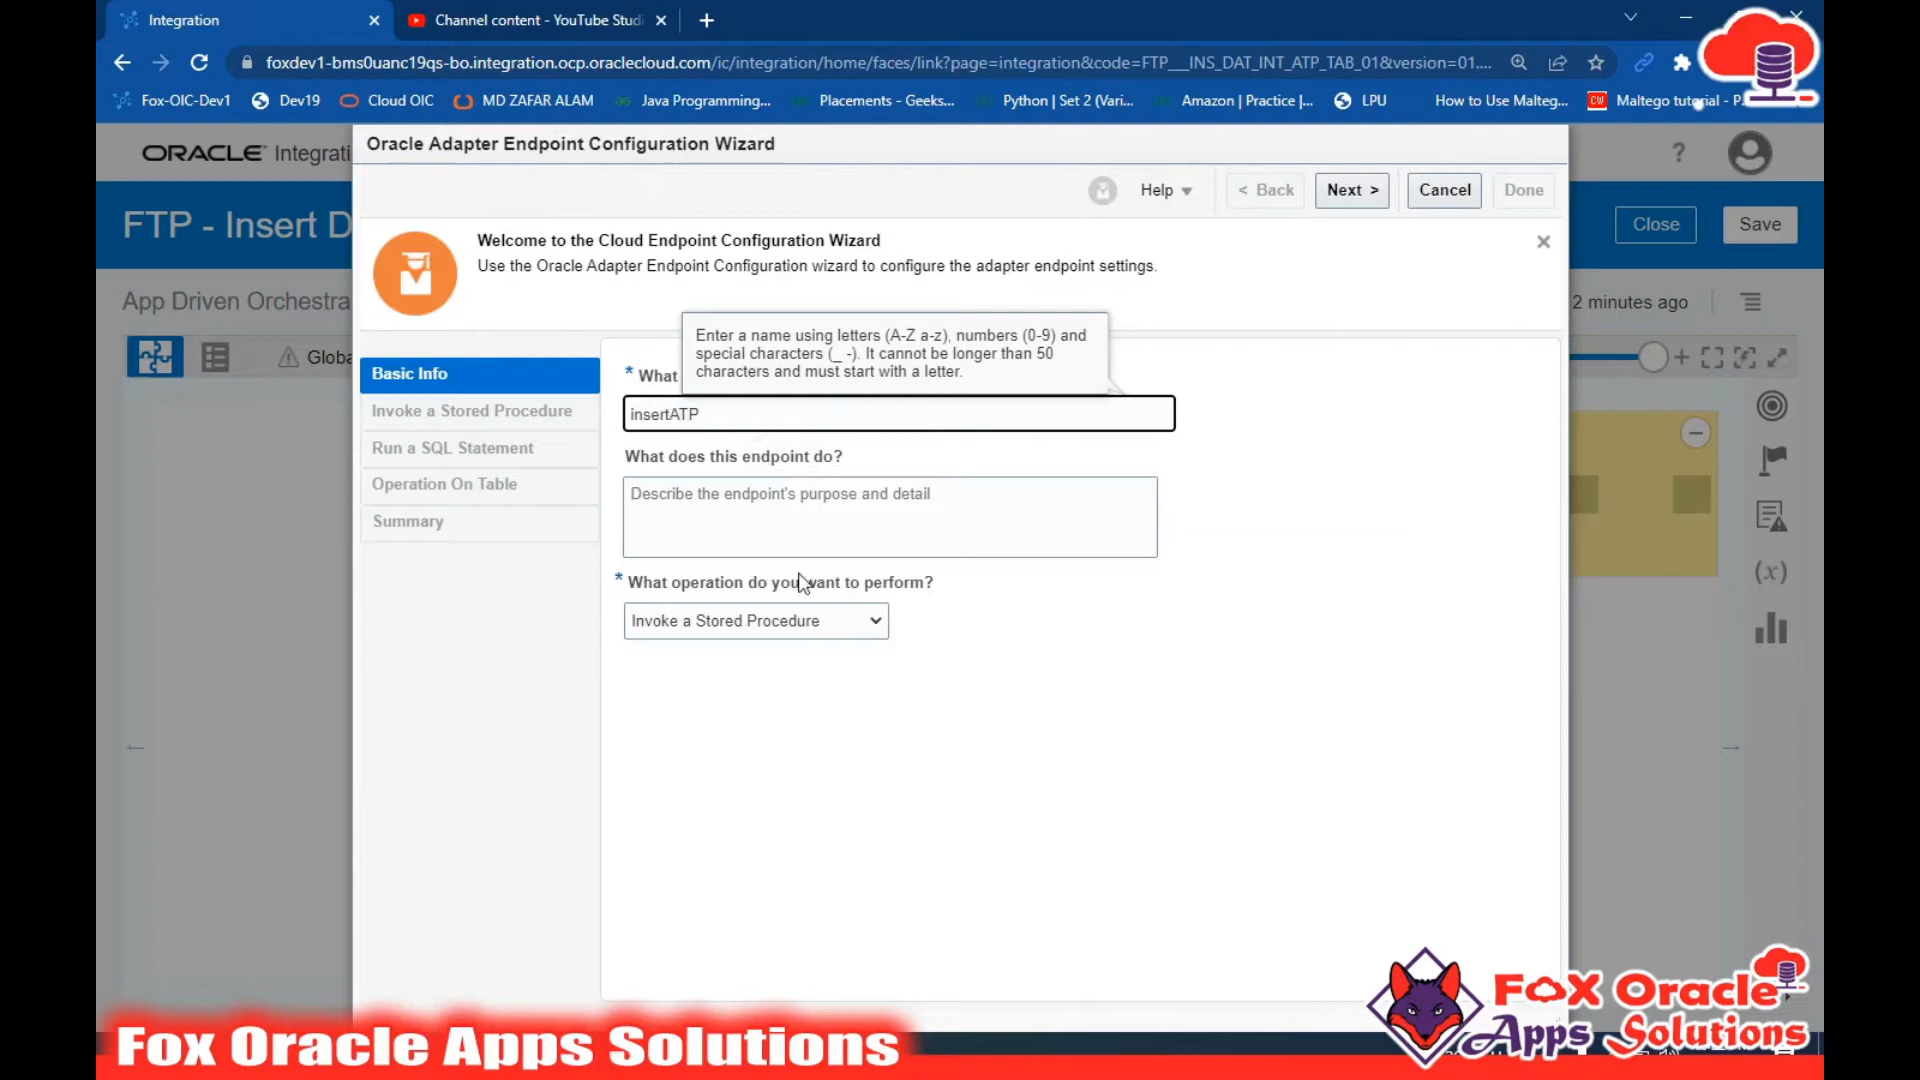 Integration
Channel content - YouTube Studi
foxdev1-bms0uanc19qs-bo.integration.ocp.oraclecloud.com/ic/integration/home/faces/link?page=integration&code=FTP__INS_DAT_INT_ATP_TAB_01&version=01....
Fox-OIC-Dev1
Dev19
Cloud OIC
MD ZAFAR ALAM
Java Programming...
Placements - Geeks...
Python | Set 2 (Vari...
Amazon | Practice |...
LPU
How to Use Malteg...
CW
Maltego tutorial - P...
ORACLE Integrati
?
Oracle Adapter Endpoint Configuration Wizard
Help
< Back
Next >
Cancel
Done
FTP - Insert D
Close
Save
Welcome to the Cloud Endpoint Configuration Wizard
Use the Oracle Adapter Endpoint Configuration wizard to configure the adapter endpoint settings.
App Driven Orchestra
2 minutes ago
Globa
Enter a name using letters (A-Z a-z), numbers (0-9) and
special characters (_ -). It cannot be longer than 50
characters and must start with a letter.
Basic Info
Invoke a Stored Procedure
Run a SQL Statement
Operation On Table
Summary
* What
insertATP
What does this endpoint do?
Describe the endpoint's purpose and detail
* What operation do you want to perform?
Invoke a Stored Procedure
(x)
Fox Oracle Apps Solutions
Fox Oracle
Apps Solutions